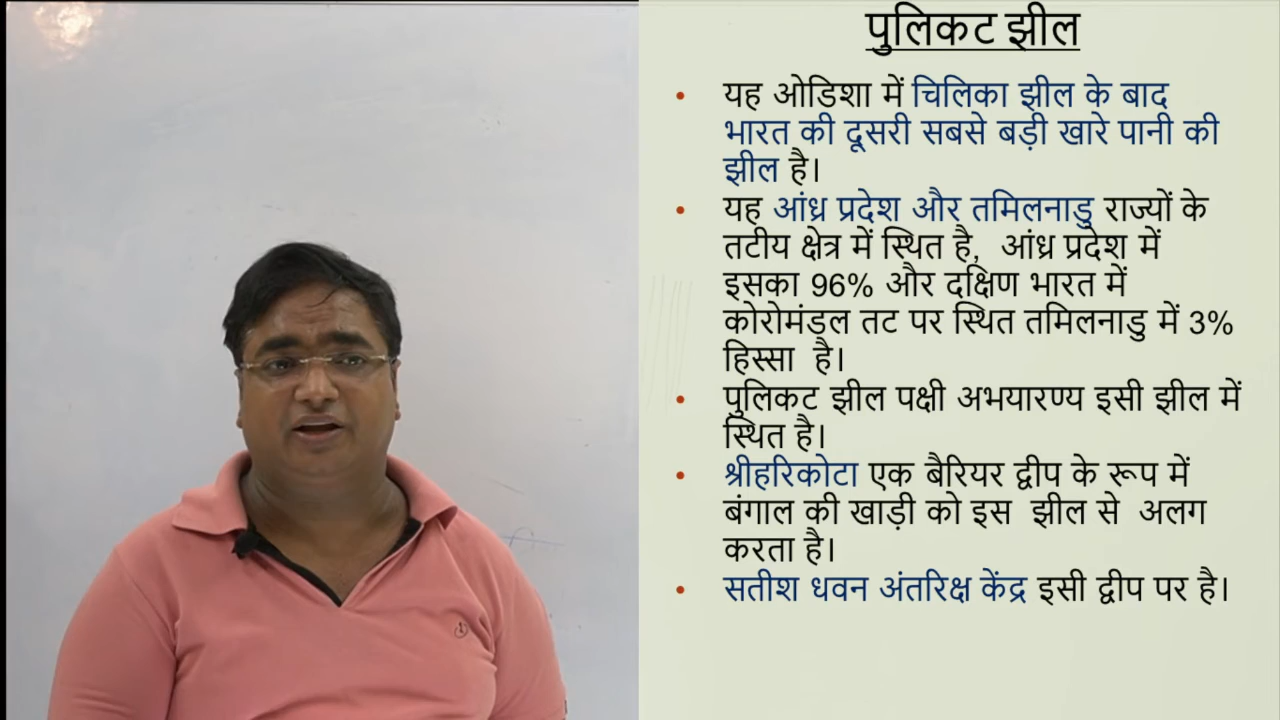 पुलिकट झील
• यह ओडिशा में चिलिका झील के बाद
भारत की दूसरी सबसे बड़ी खारे पानी की
झील है।
• यह आंध्र प्रदेश और तमिलनाडु राज्यों के
तटीय क्षेत्र में स्थित है, आंध्र प्रदेश में
इसका 96% और दक्षिण भारत में
कोरोमंडल तट पर स्थित तमिलनाडु में 3%
हिस्सा है।
• पुलिकट झील पक्षी अभयारण्य इसी झील में
स्थित है।
• श्रीहरिकोटा एक बैरियर द्वीप के रूप में
बंगाल की खाड़ी को इस झील से अलग
करता है।
• सतीश धवन अंतरिक्ष केंद्र इसी द्वीप पर है।